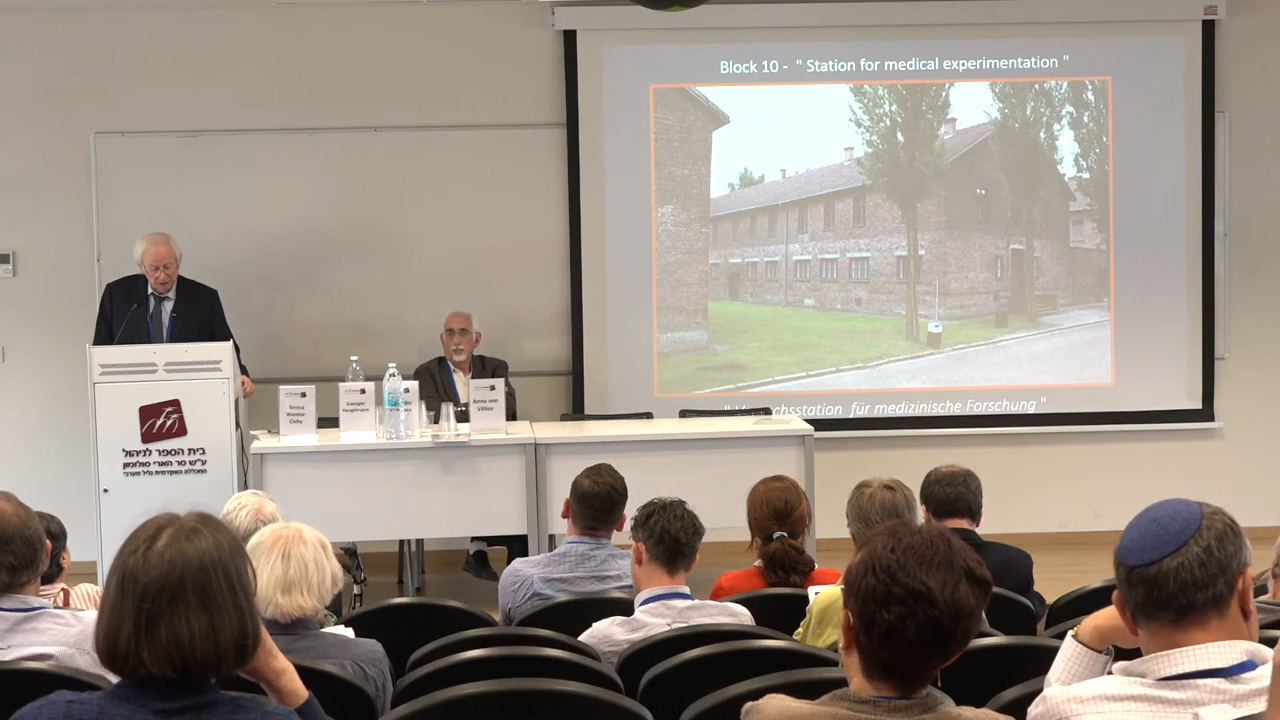 Block 10 - " Station for medical experimentation "
für medizinische Forschung "
Teresa
Wontor-
Cichy
Georges
Hauptmann
Anna von
Villiez
בית הספר לניהול
ע"ש סר הארי סולומון
המכללה האקדמית גליל מערבי